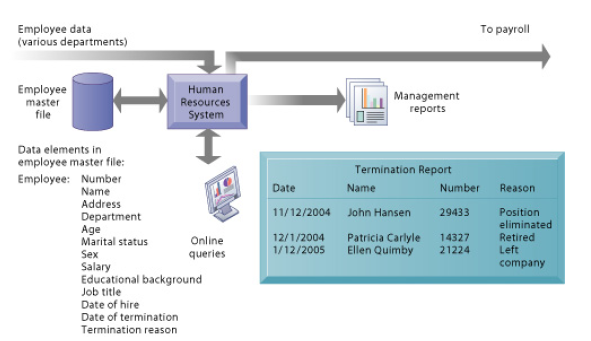 Employee data
(various departments)
To payroll
Employee
master
file
Human
Resources
System
Management
reports
Data elements in
employee master file:
Employee: Number
Name
Address
Department
Age
Marital status
Sex
Salary
Educational background
Job title
Date of hire
Date of termination
Termination reason
Online
queries
Termination Report
Date Name Number Reason
11/12/2004 John Hansen 29433 Position
eliminated
12/1/2004 Patricia Carlyle 14327 Retired
1/12/2005 Ellen Quimby 21224 Left
company